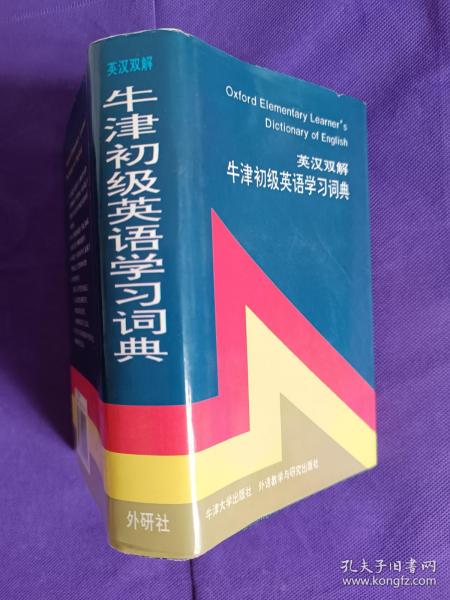 英汉双解
牛津初级英语学习词典
外研社
Oxford Elementary Learner's
Dictionary of English
英汉双解
牛津初级英语学习词典
牛津大学出版社 外语教学与研究出版社
孔夫子旧书网
www.kongfz.com